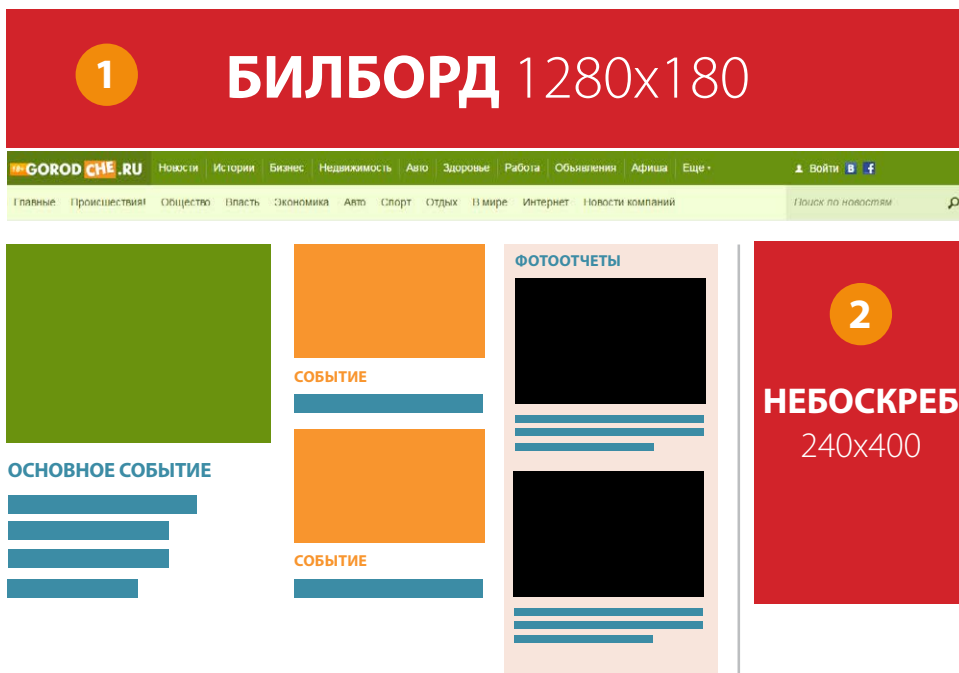 1
БИЛБОРД 1280x180
GOROD CHE .RU Новости Истории Бизнес Недвижимость Авто Здоровье Работа Объявления Афиша Еще Войти B f
Главные Происшествия! Общество Власть Экономика Авто Спорт Отдых В мире Интернет Новости компаний Поиск по новостям
ФОТООТЧЕТЫ
2
СОБЫТИЕ
НЕБОСКРЕБ
240x400
ОСНОВНОЕ СОБЫТИЕ
СОБЫТИЕ